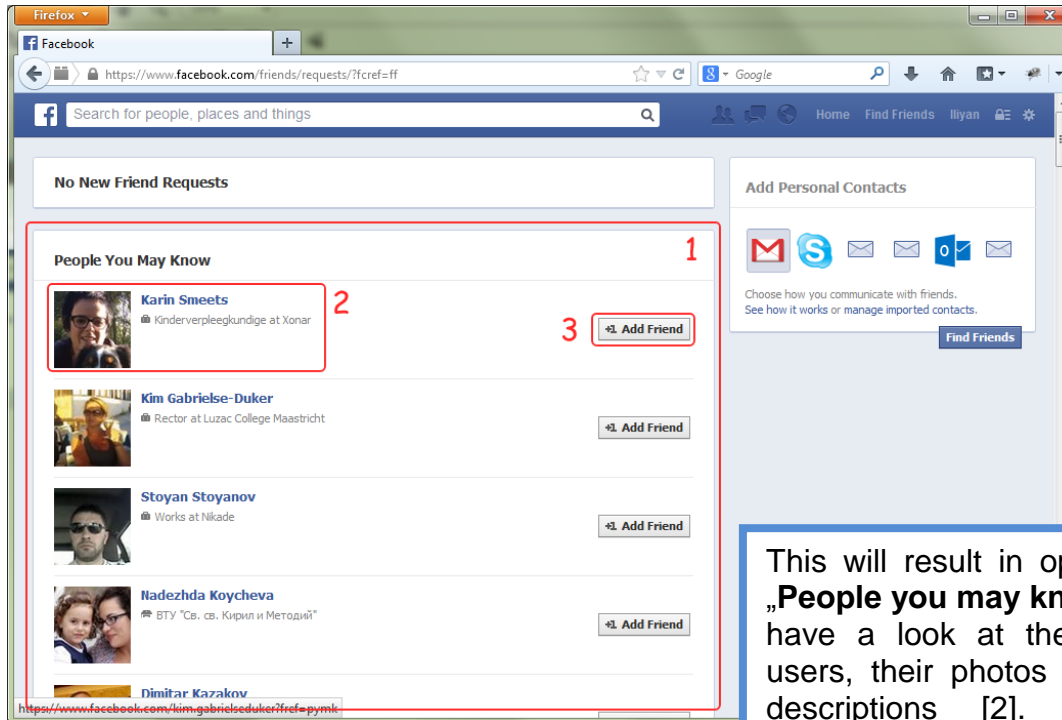 Firefox
Facebook
https://www.facebook.com/friends/requests/?fcref=ff
Google
Search for people, places and things
Home Find Friends Iliyan
No New Friend Requests
People You May Know
1
Karin Smeets
Kinderverpleegkundige at Xonar
2
3
+1 Add Friend
Kim Gabrielse-Duker
Rector at Luzac College Maastricht
+1 Add Friend
Stoyan Stoyanov
Works at Nikade
+1 Add Friend
Nadezhda Koycheva
ВТУ "Св. св. Кирил и Методий"
+1 Add Friend
Dimitar Kazakov
https://www.facebook.com/kim.gabrielseduker?fref=pymk
Add Personal Contacts
Choose how you communicate with friends.
See how it works or manage imported contacts.
Find Friends
This will result in
„People you may
have a look at
users, their photos
descriptions [2].